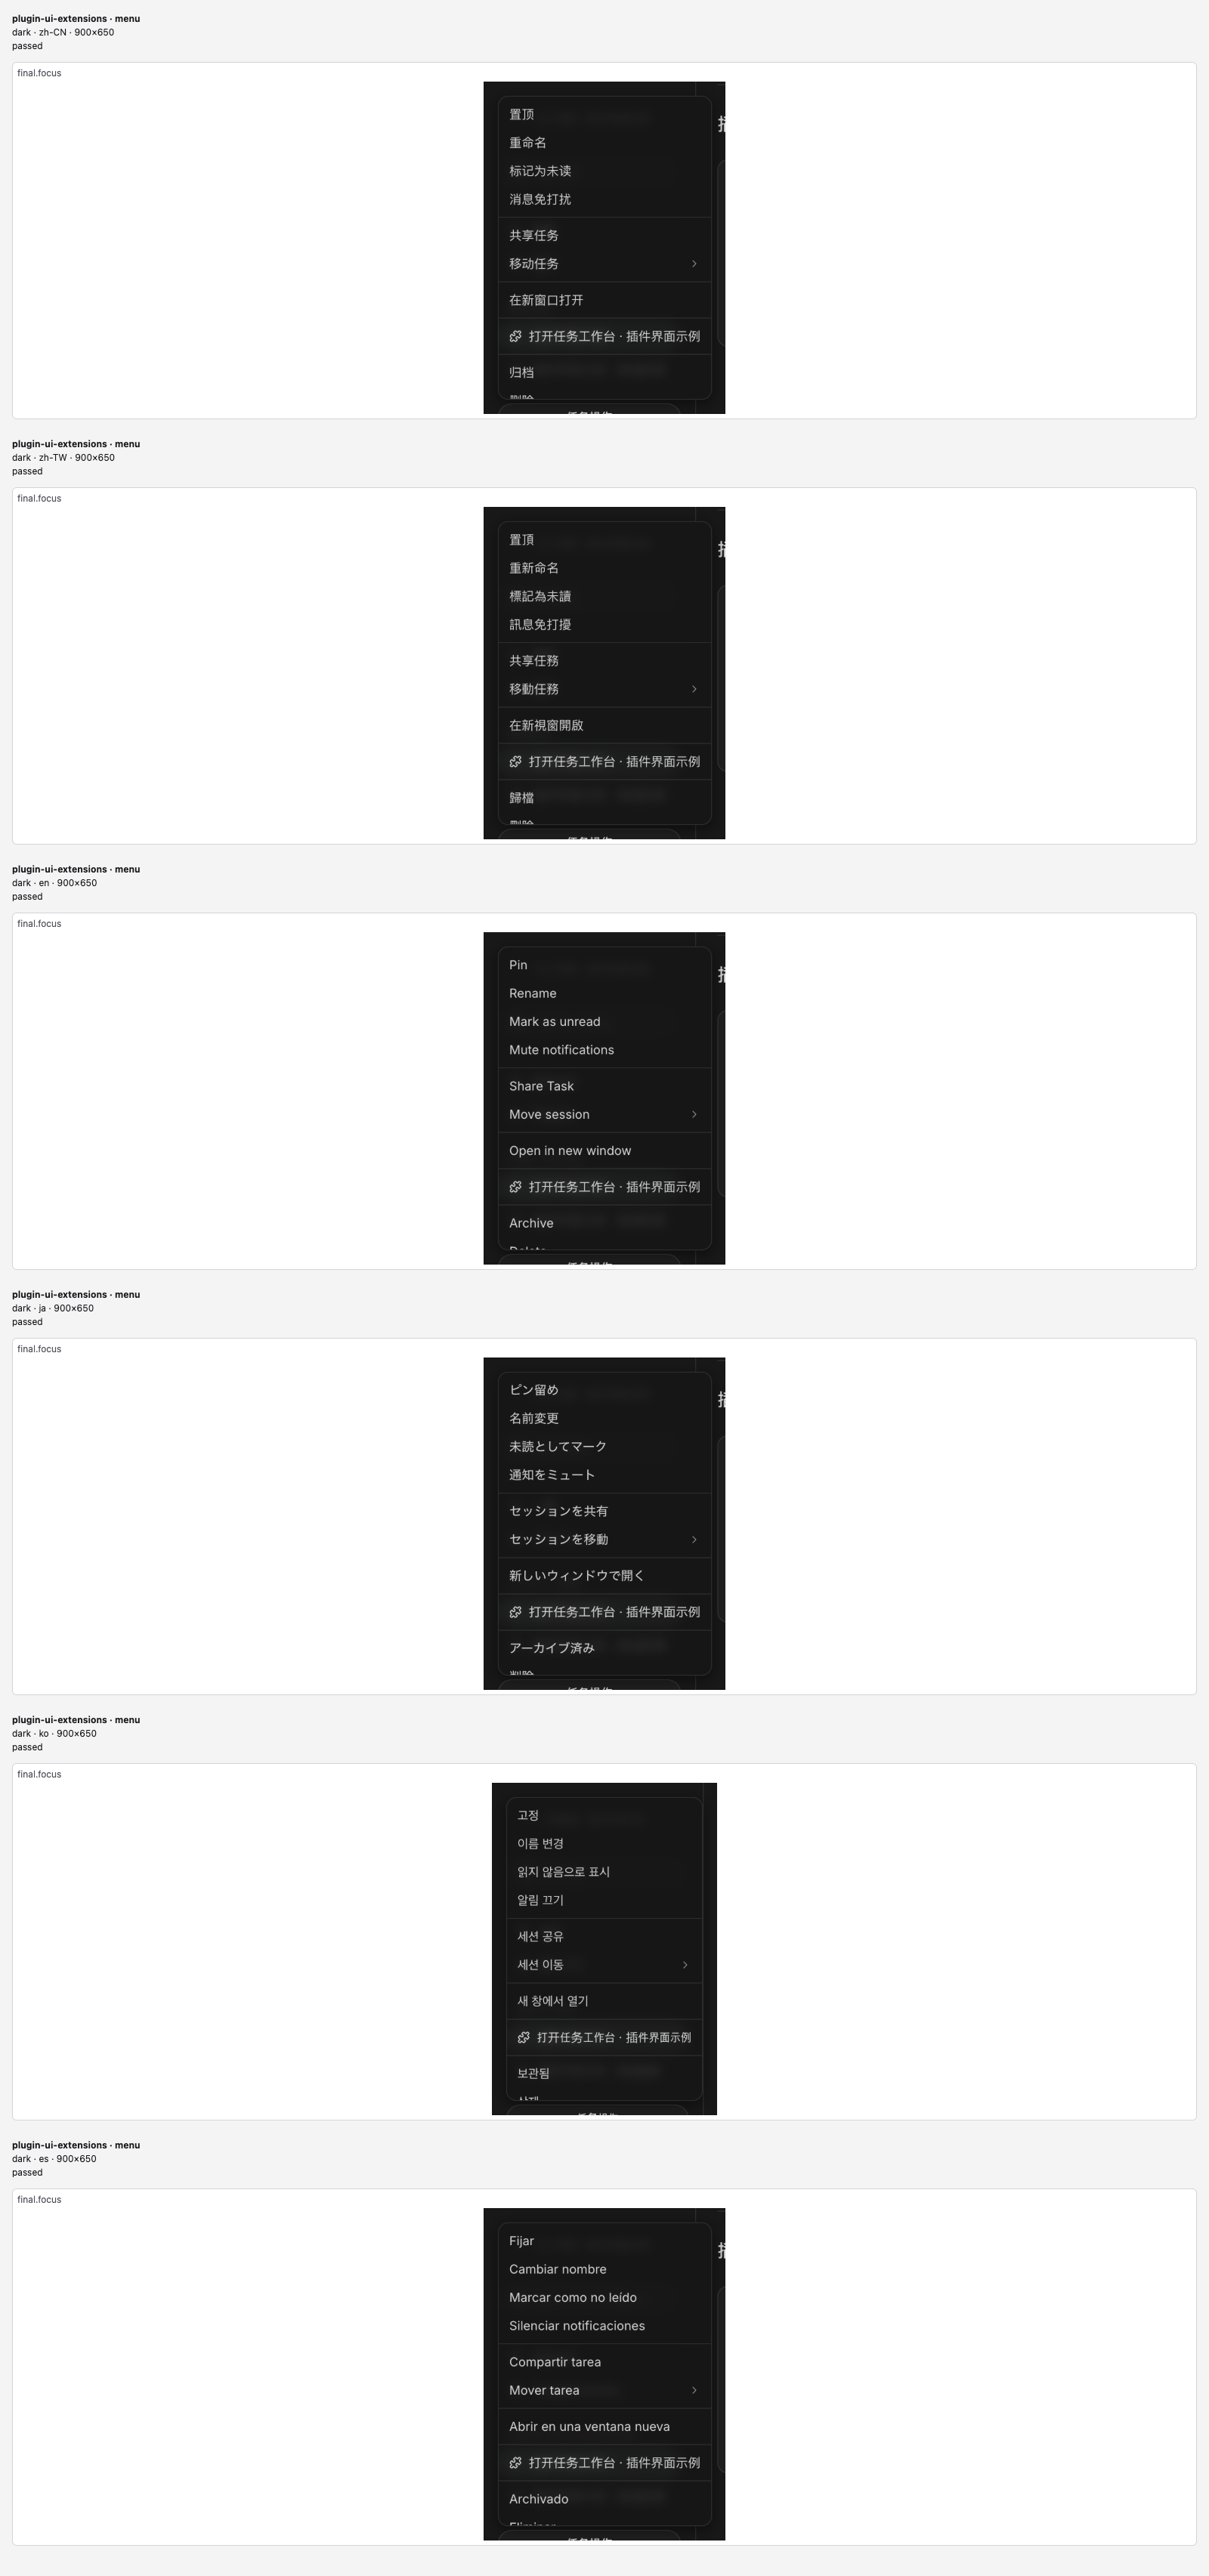 plugin-ui-extensions · menu
dark · zh-CN · 900×650
passed
final.focus
置顶
重命名
标记为未读
消息免打扰
共享任务
移动任务
在新窗口打开
打开任务工作台 · 插件界面示例
归档
plugin-ui-extensions · menu
dark · zh-TW · 900×650
passed
final.focus
置頂
重新命名
標記為未讀
訊息免打擾
共享任務
移動任務
在新視窗開啟
打开任务工作台 · 插件界面示例
歸檔
plugin-ui-extensions · menu
dark · en · 900×650
passed
final.focus
Pin
Rename
Mark as unread
Mute notifications
Share Task
Move session
Open in new window
打开任务工作台 · 插件界面示例
Archive
plugin-ui-extensions · menu
dark · ja · 900×650
passed
final.focus
ピン留め
名前変更
未読としてマーク
通知をミュート
セッションを共有
セッションを移動
新しいウィンドウで開く
打开任务工作台 · 插件界面示例
アーカイブ済み
plugin-ui-extensions · menu
dark · ko · 900×650
passed
final.focus
고정
이름 변경
읽지 않음으로 표시
알림 끄기
세션 공유
세션 이동
새 창에서 열기
打开任务工作台 · 插件界面示例
보관됨
plugin-ui-extensions · menu
dark · es · 900×650
passed
final.focus
Fijar
Cambiar nombre
Marcar como no leído
Silenciar notificaciones
Compartir tarea
Mover tarea
Abrir en una ventana nueva
打开任务工作台 · 插件界面示例
Archivado